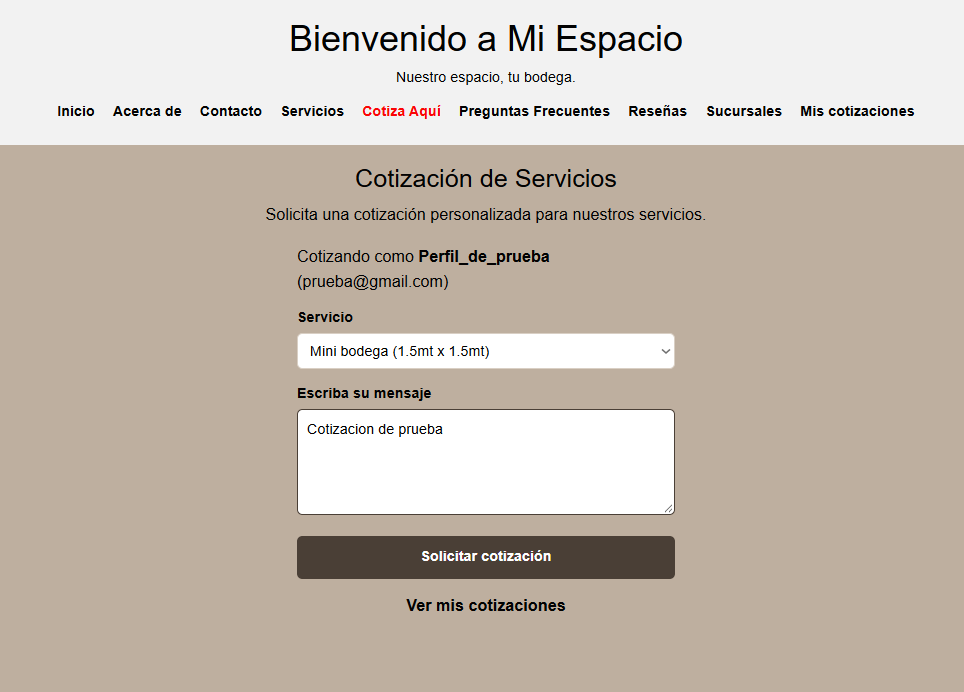 Bienvenido a Mi Espacio
Nuestro espacio, tu bodega.
Inicio Acerca de Contacto Servicios Cotiza Aquí Preguntas Frecuentes Reseñas Sucursales Mis cotizaciones
Cotización de Servicios
Solicita una cotización personalizada para nuestros servicios.
Cotizando como Perfil_de_prueba
(prueba@gmail.com)
Servicio
Mini bodega (1.5mt x 1.5mt)
Escriba su mensaje
Cotizacion de prueba
Solicitar cotización
Ver mis cotizaciones